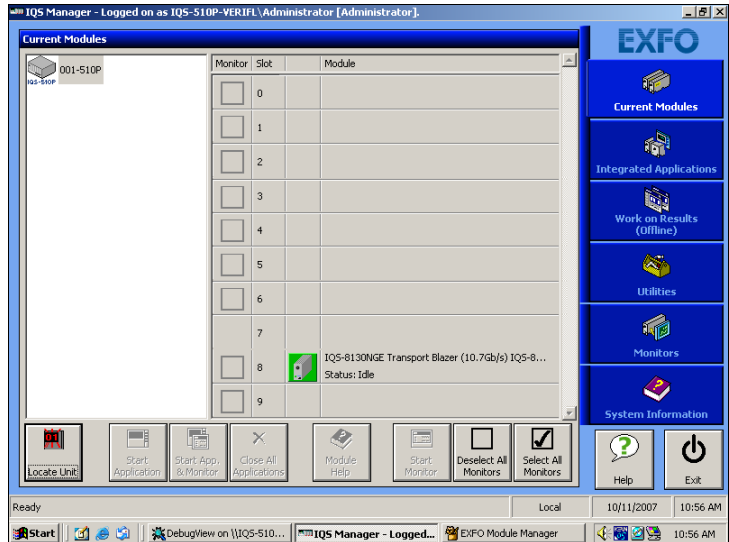 IQS Manager - Logged on as IQS-510P-VERIFL\Administrator [Administrator].
Current Modules
EXFO
001-510P
IQS-510P
Monitor Slot Module
0
1
2
3
4
5
6
7
8
IQS-8130NGE Transport Blazer (10.7Gb/s) IQS-8...
Status: Idle
9
Current Modules
Integrated Applications
Work on Results
(Offline)
Utilities
Monitors
System Information
Locate Unit
Start
Application
Start App.
& Monitor
Close All
Applications
Module
Help
Start
Monitor
Deselect All
Monitors
Select All
Monitors
Help
Exit
Ready
Local
10/11/2007
10:56 AM
Start
DebugView on \\IQS-510...
IQS Manager - Logged...
EXFO Module Manager
10:56 AM